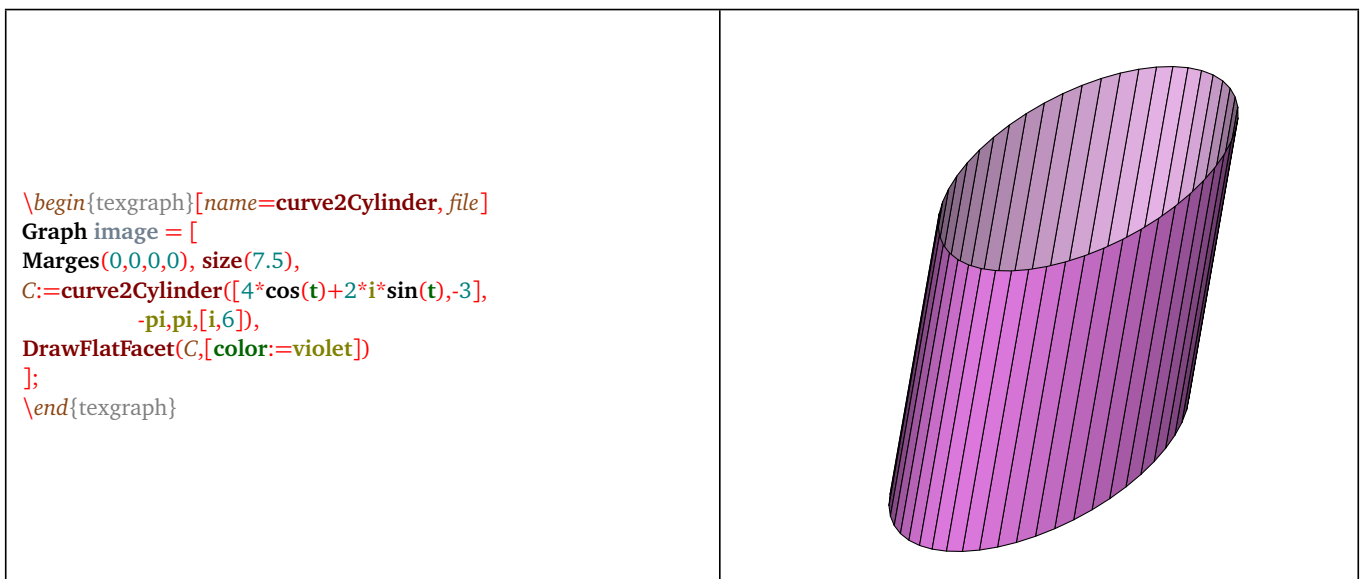 \begin{texgraph}[name=curve2Cylinder, file]
Graph image = [
Marges(0,0,0,0), size(7.5),
C:=curve2Cylinder([4*cos(t)+2*i*sin(t),-3],
-pi,pi,[i,6]),
DrawFlatFacet(C,[color:=violet])
];
\end{texgraph}